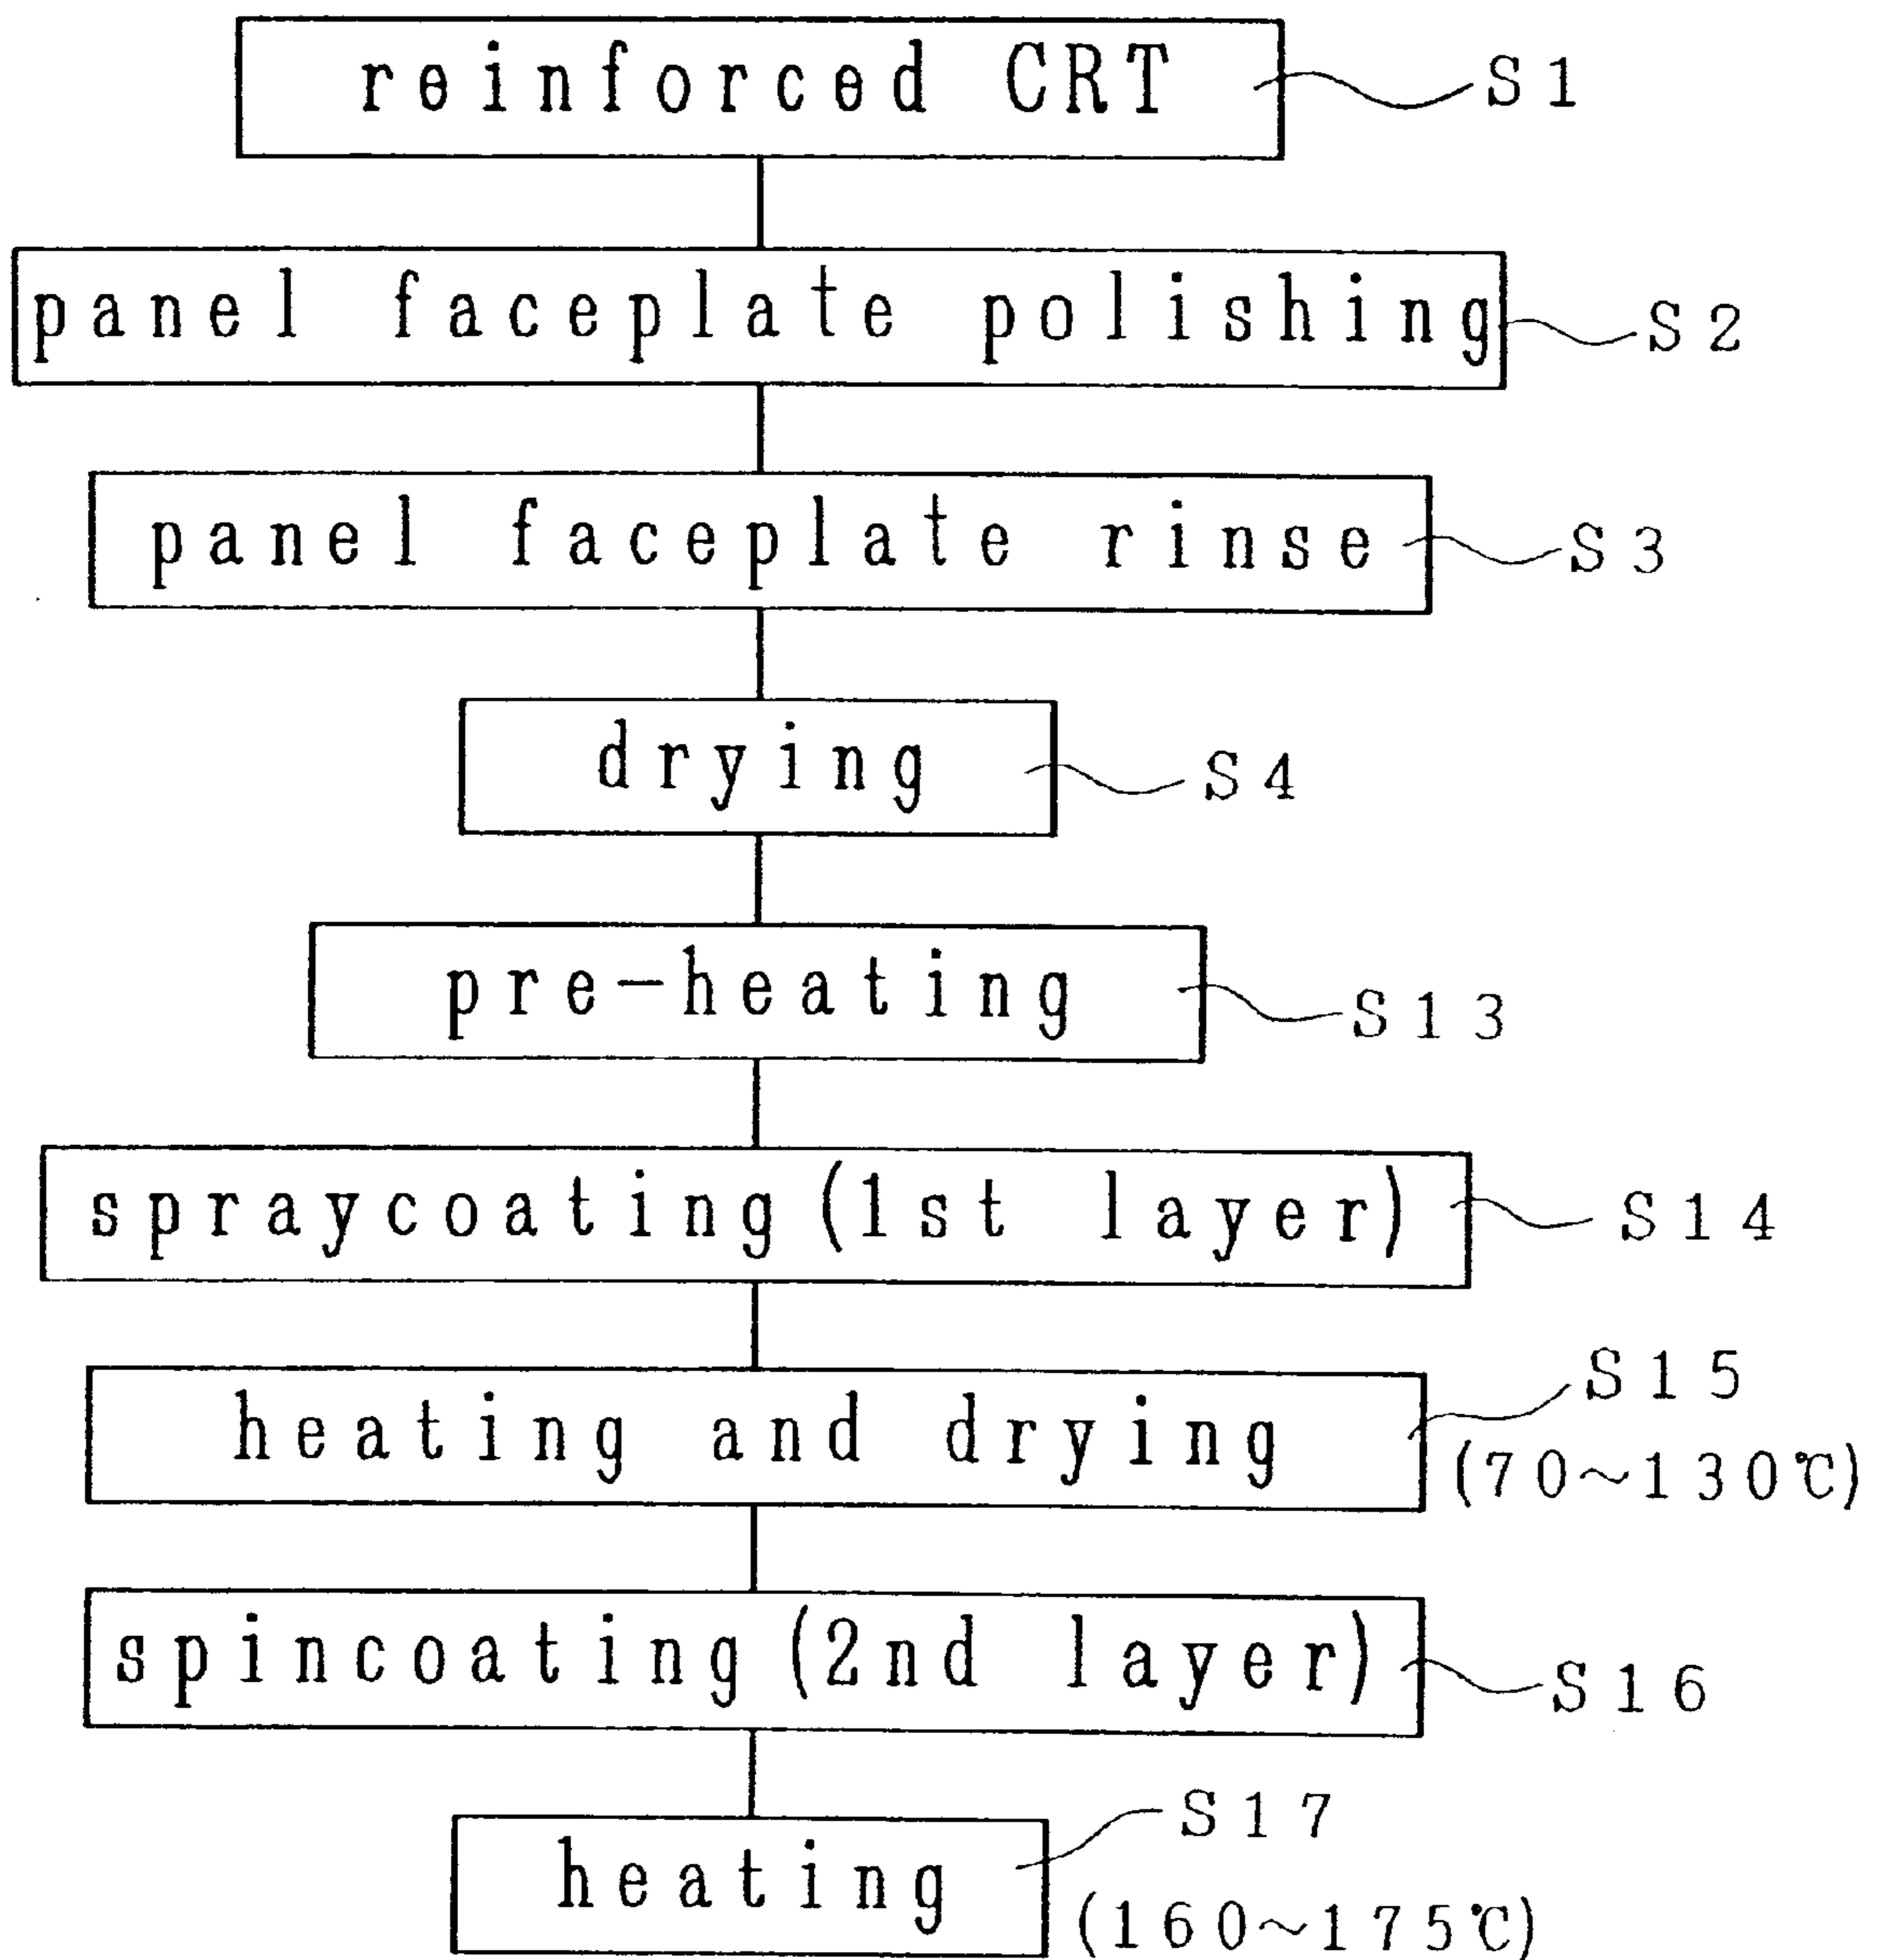 reinforced CRT S1
panel faceplate polishing S2
panel faceplate rinse S3
drying S4
pre-heating S13
spraycoating (1st layer) S14
heating and drying S15
(70~130℃)
spincoating (2nd layer) S16
heating S17
(160~175℃)